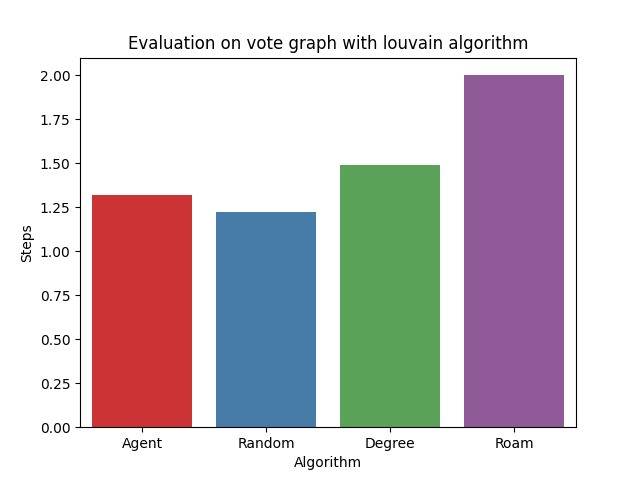 Evaluation on vote graph with louvain algorithm
2.00
1.75
1.50
1.25
1.00
0.75
0.50
0.25
0.00
Steps
Agent Random Degree Roam
Algorithm